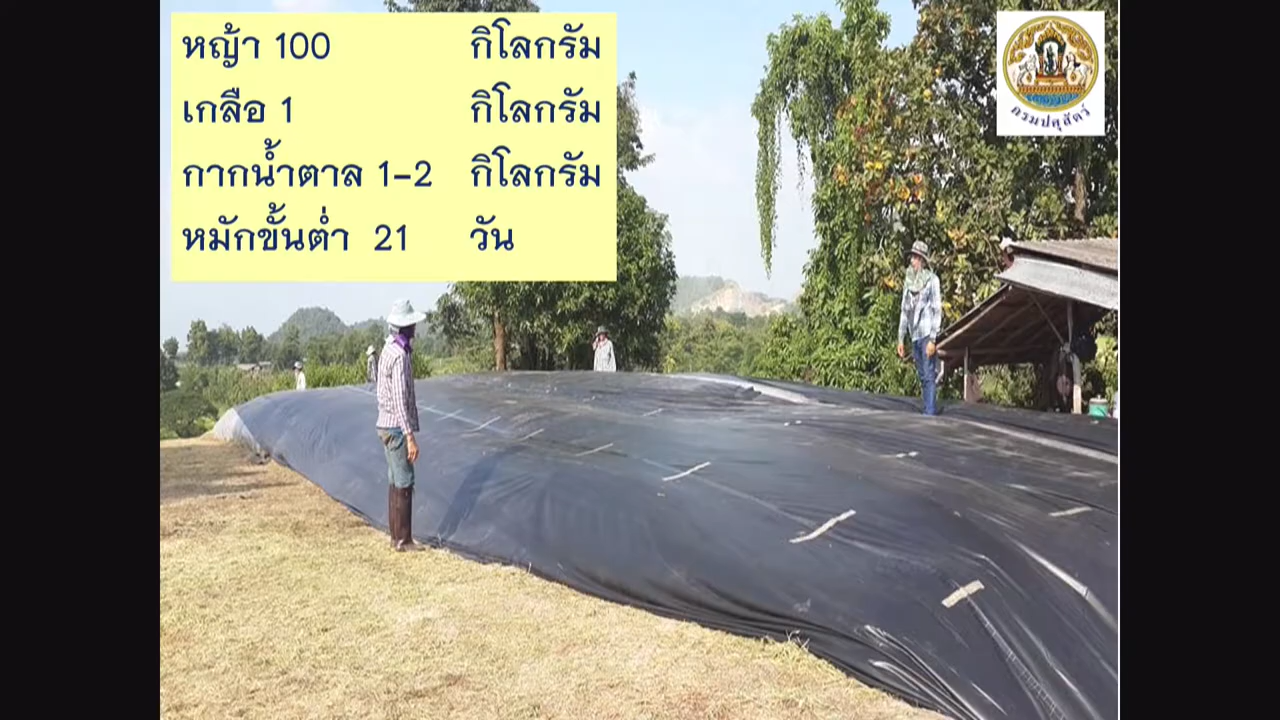 หญ้า 100 กิโลกรัม
เกลือ 1 กิโลกรัม
กากน้ำตาล 1-2 กิโลกรัม
หมักขั้นต่ำ 21 วัน
กรมปศุสัตว์